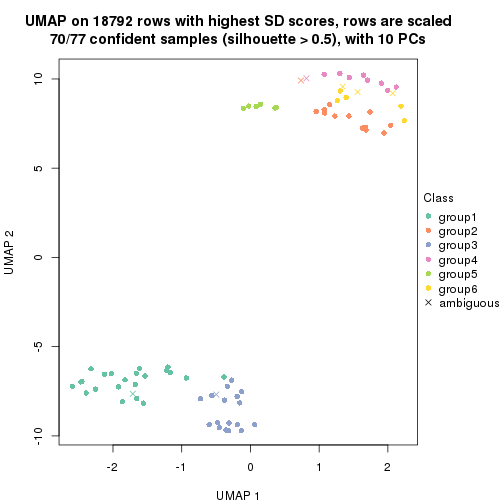 UMAP on 18792 rows with highest SD scores, rows are scaled
70/77 confident samples (silhouette > 0.5), with 10 PCs
10
5
0
-5
-10
UMAP 2
-2
-1
0
1
2
UMAP 1
Class
group1
group2
group3
group4
group5
group6
ambiguous